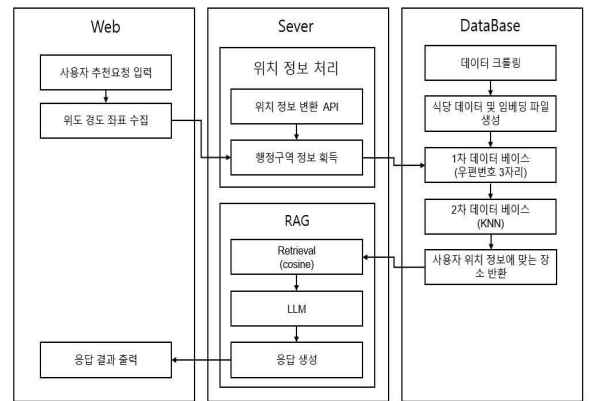 Web
사용자 추천요청 입력
위도 경도 좌표 수집
응답 결과 출력
Sever
위치 정보 처리
위치 정보 변환 API
행정구역 정보 획득
RAG
Retrieval
(cosine)
LLM
응답 생성
DataBase
데이터 크롤링
식당 데이터 및 임베딩 파일
생성
1차 데이터 베이스
(우편번호 3자리)
2차 데이터 베이스
(KNN)
사용자 위치 정보에 맞는 장
소 반환